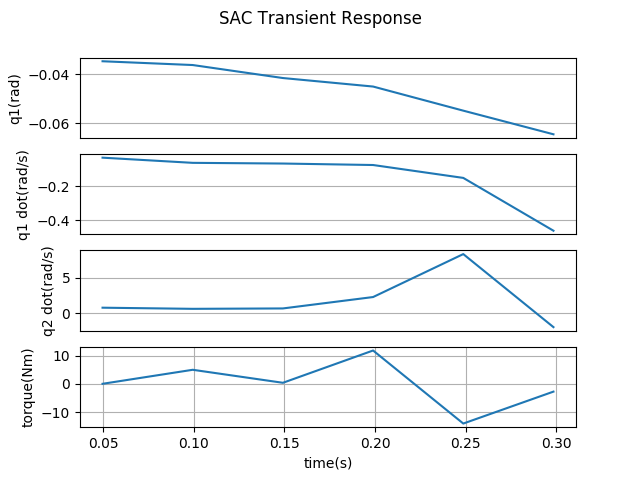 SAC Transient Response
q1(rad)
−0.04
−0.06
q1 dot(rad/s)
−0.2
−0.4
q2 dot(rad/s)
5
0
torque(Nm)
10
0
−10
0.05 0.10 0.15 0.20 0.25 0.30
time(s)